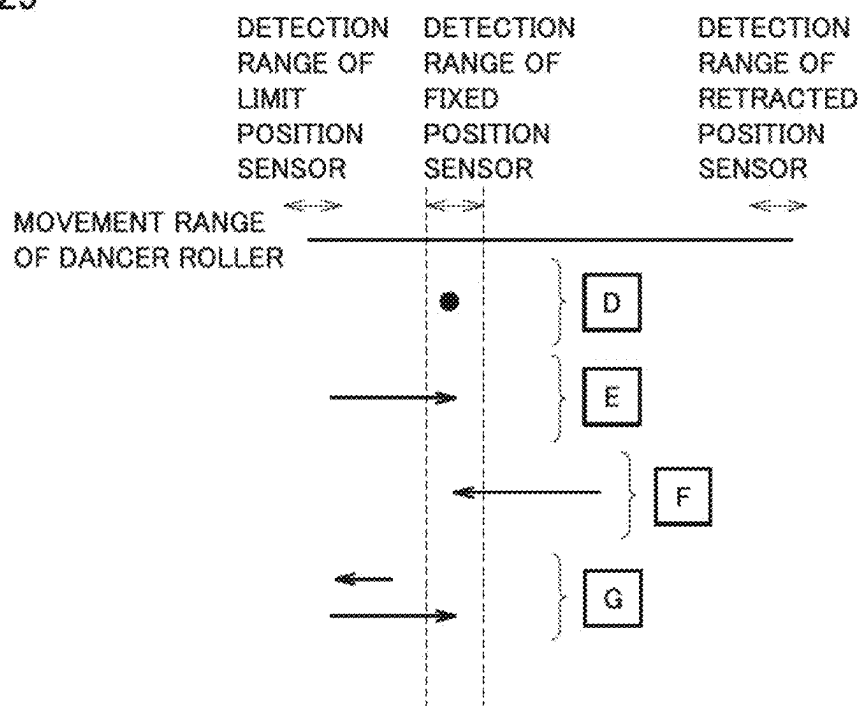 DETECTION
RANGE OF
LIMIT
POSITION
SENSOR
DETECTION
RANGE OF
FIXED
POSITION
SENSOR
DETECTION
RANGE OF
RETRACTED
POSITION
SENSOR
MOVEMENT RANGE
OF DANCER ROLLER
D
E
F
G